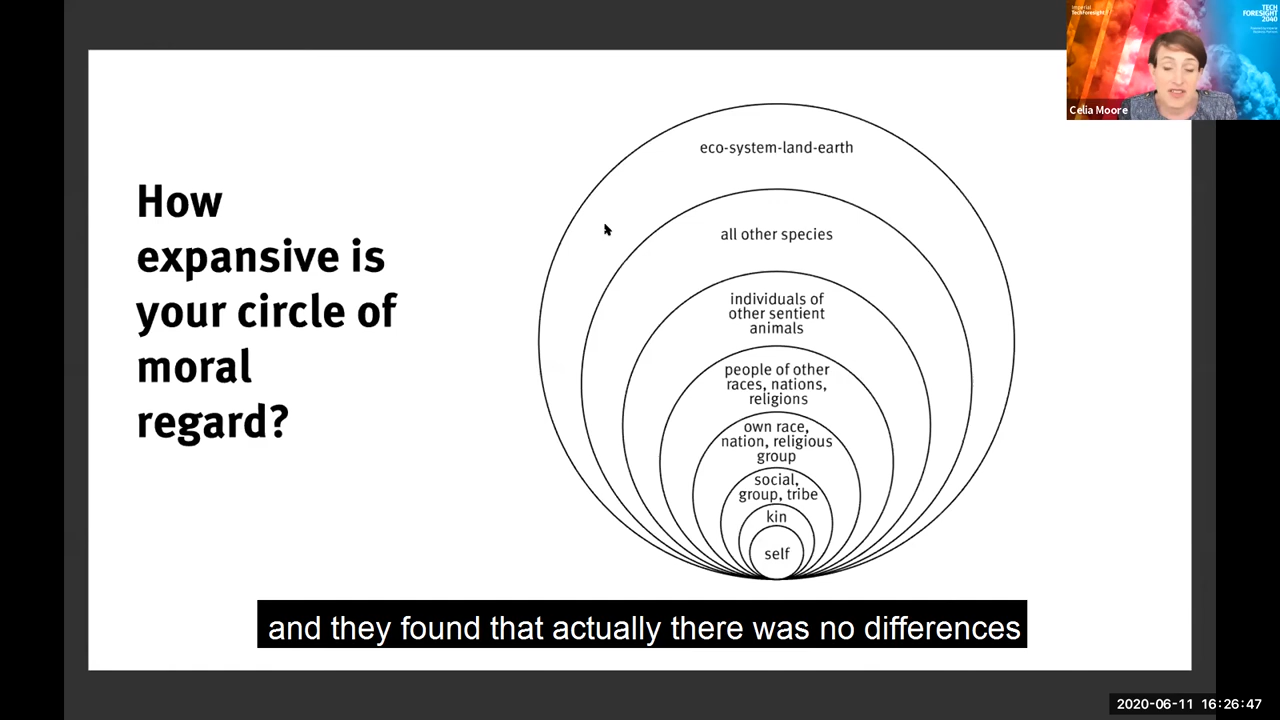 How
expansive is
your circle of
moral
regard?
eco-system-land-earth
all other species
individuals of
other sentient
animals
people of other
races, nations,
religions
own race,
nation, religious
group
social,
group, tribe
kin
self
Imperial
TechForesight
TECH
FORESIGHT
2040
Celia Moore
and they found that actually there was no differences
2020-06-11 16:26:47